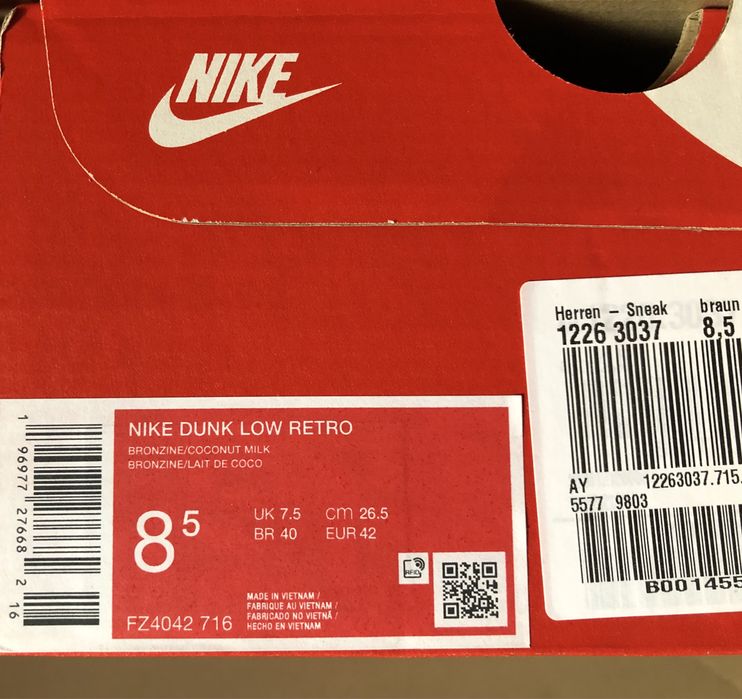 NIKE
Herren - Sneak braun
1226 3037 8,5
AY 12263037.715.
5577 9803
B001455
NIKE DUNK LOW RETRO
BRONZINE/COCONUT MILK
BRONZINE/LAIT DE COCO
8⁵
UK 7.5 cm 26.5
BR 40 EUR 42
RFID
MADE IN VIETNAM /
FABRIQUE AU VIETNAM /
FABRICADO NO VIETNÃ /
HECHO EN VIETNAM
FZ4042 716
1 96977 27668 2 16